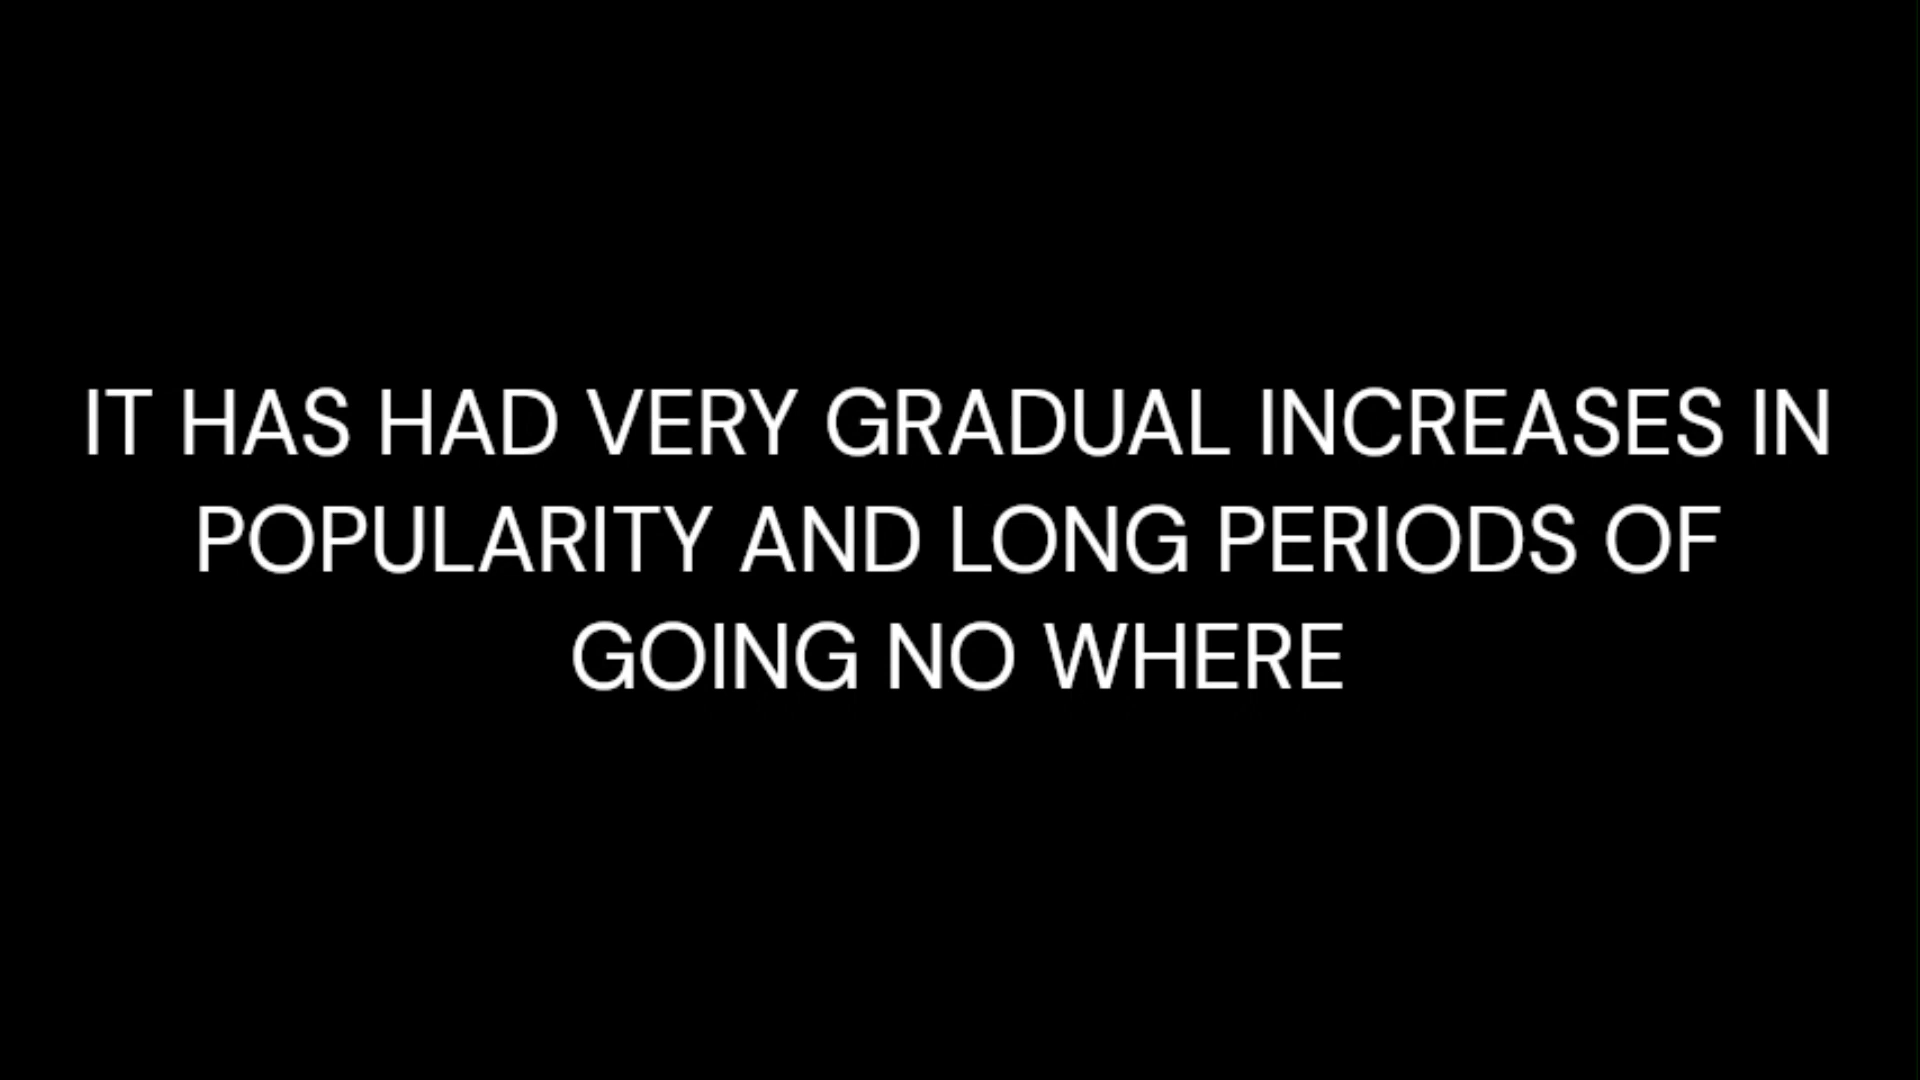 IT HAS HAD VERY GRADUAL INCREASES IN
POPULARITY AND LONG PERIODS OF
GOING NO WHERE